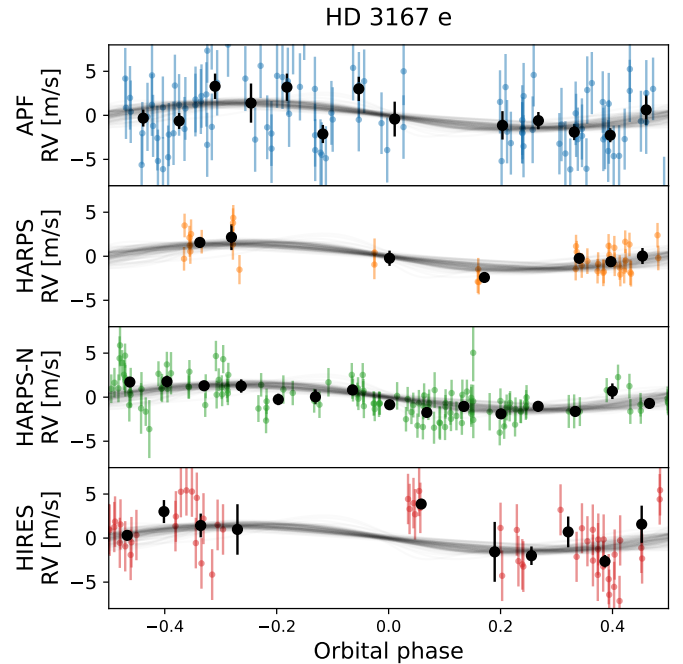 HD 3167 e
APF
RV [m/s]
5
0
−5
HARPS
RV [m/s]
5
0
−5
HARPS-N
RV [m/s]
5
0
−5
HIRES
RV [m/s]
5
0
−5
−0.4 −0.2 0.0 0.2 0.4
Orbital phase